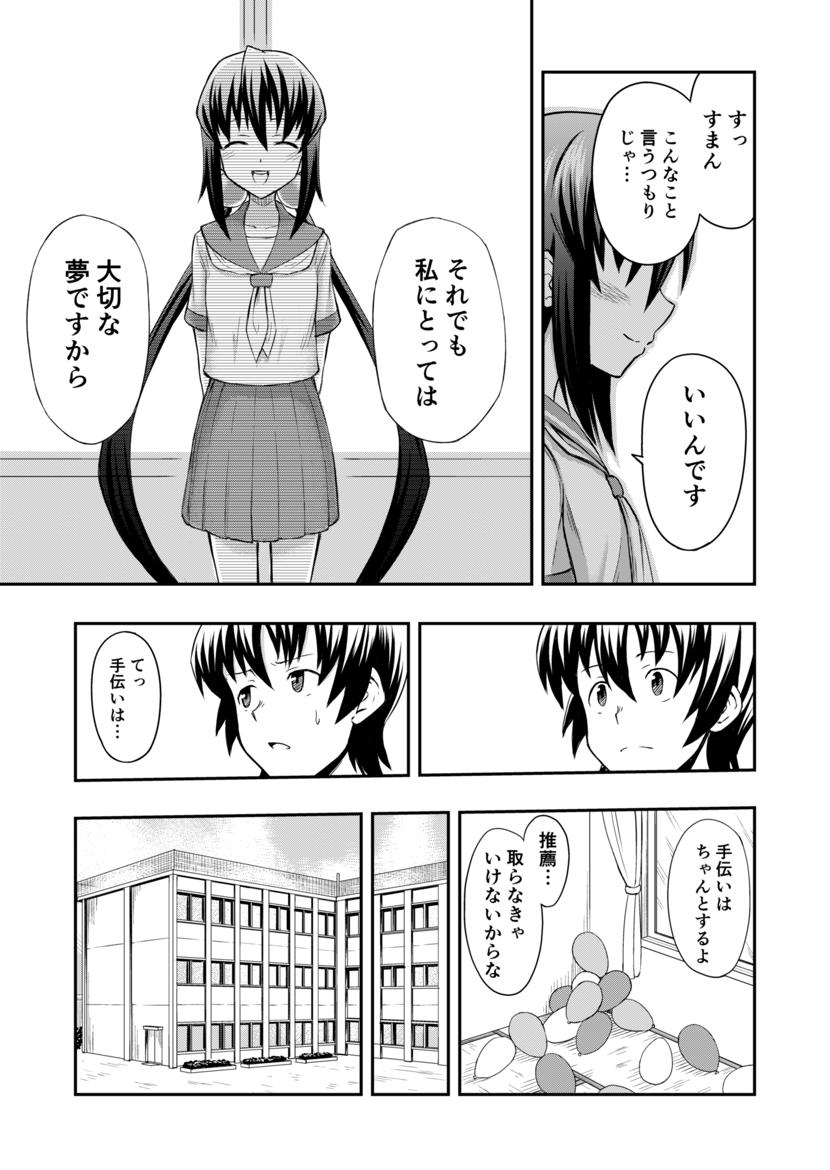 すっ
すまん
こんなこと
言うつもり
じゃ…
いいんです
それでも
私にとっては
大切な
夢ですから
てっ
手伝いは…
手伝いは
ちゃんとするよ
推薦…
取らなきゃ
いけないからな